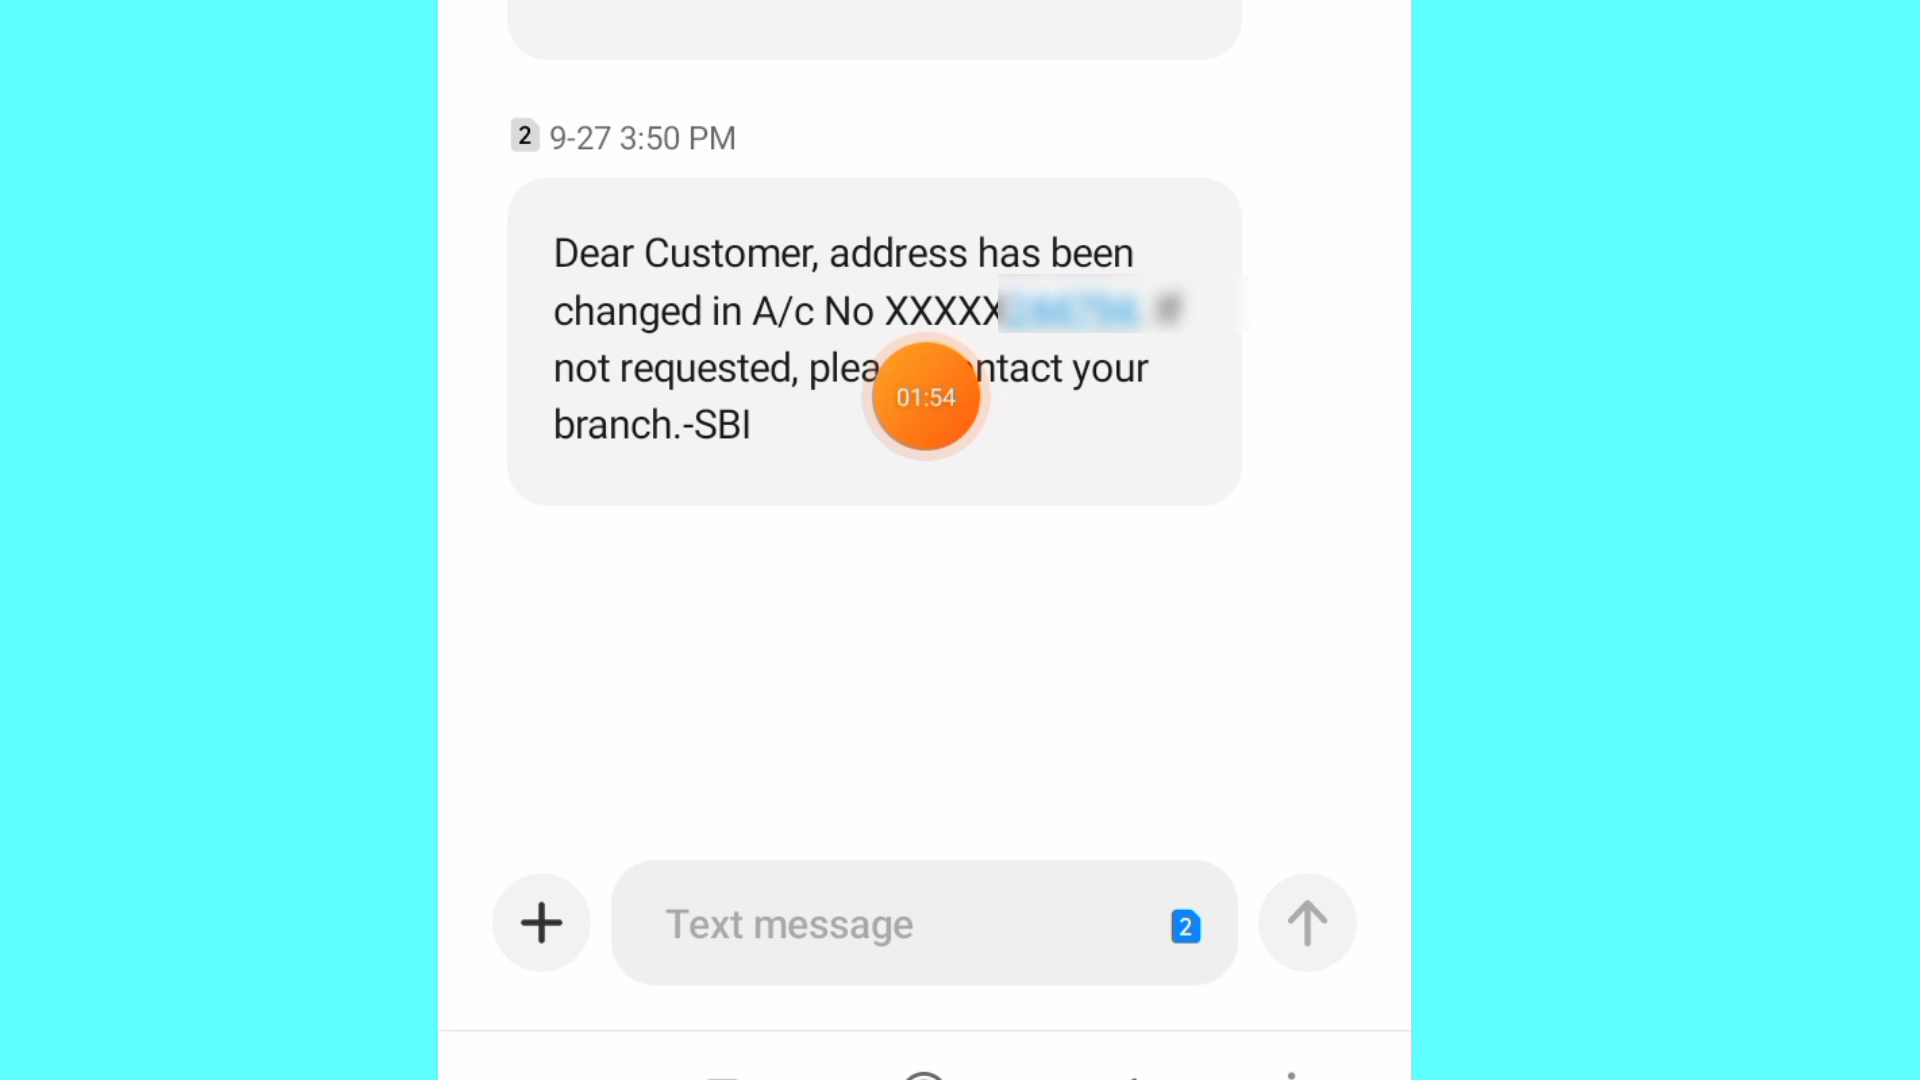 2 9-27 3:50 PM
Dear Customer, address has been
changed in A/c No XXXXX
not requested, plea ntact your
01:54
branch.-SBI
Text message 2